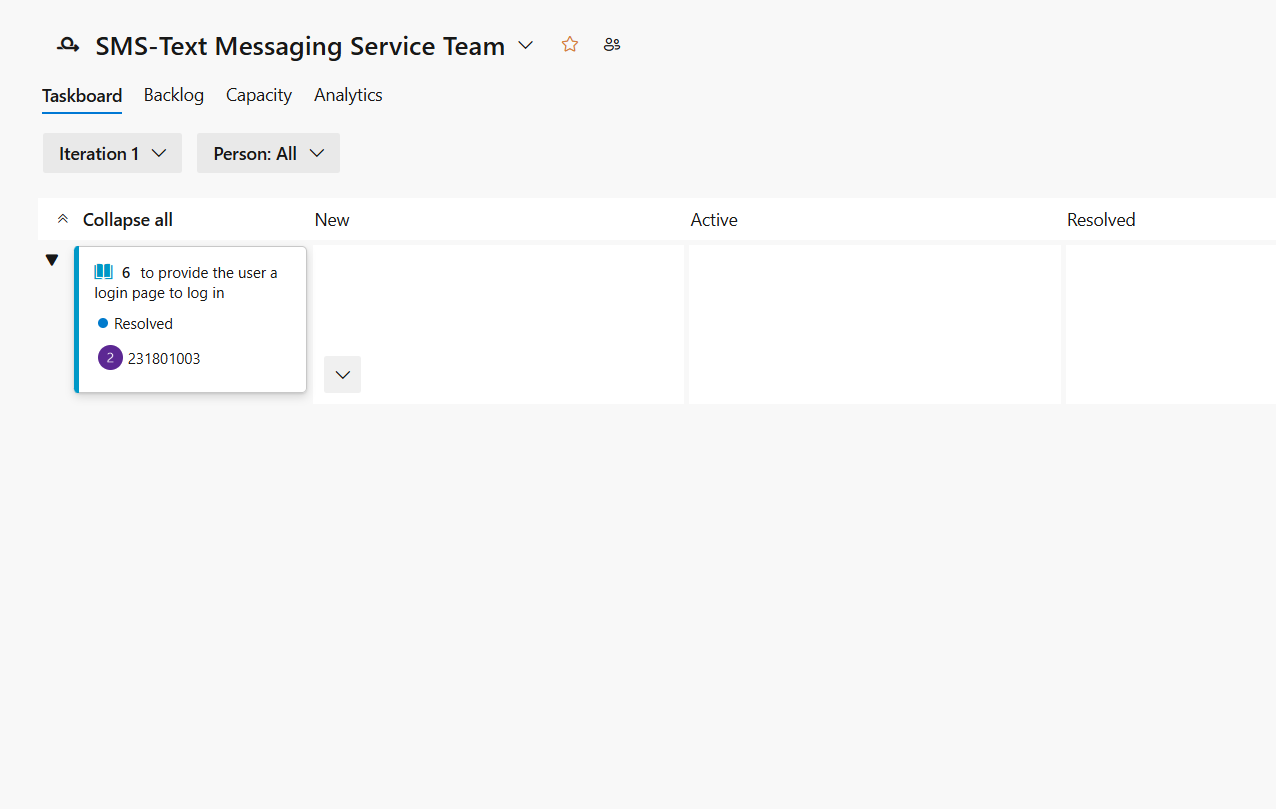 SMS-Text Messaging Service Team
Taskboard Backlog Capacity Analytics
Iteration 1 Person: All
Collapse all New Active Resolved
6 to provide the user a
login page to log in
Resolved
2 231801003